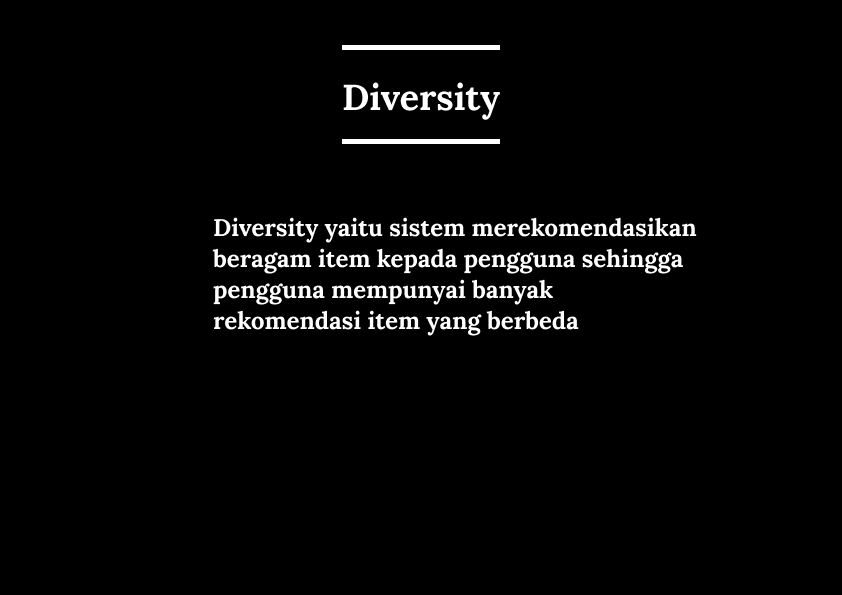 Diversity
Diversity yaitu sistem merekomendasikan
beragam item kepada pengguna sehingga
pengguna mempunyai banyak
rekomendasi item yang berbeda